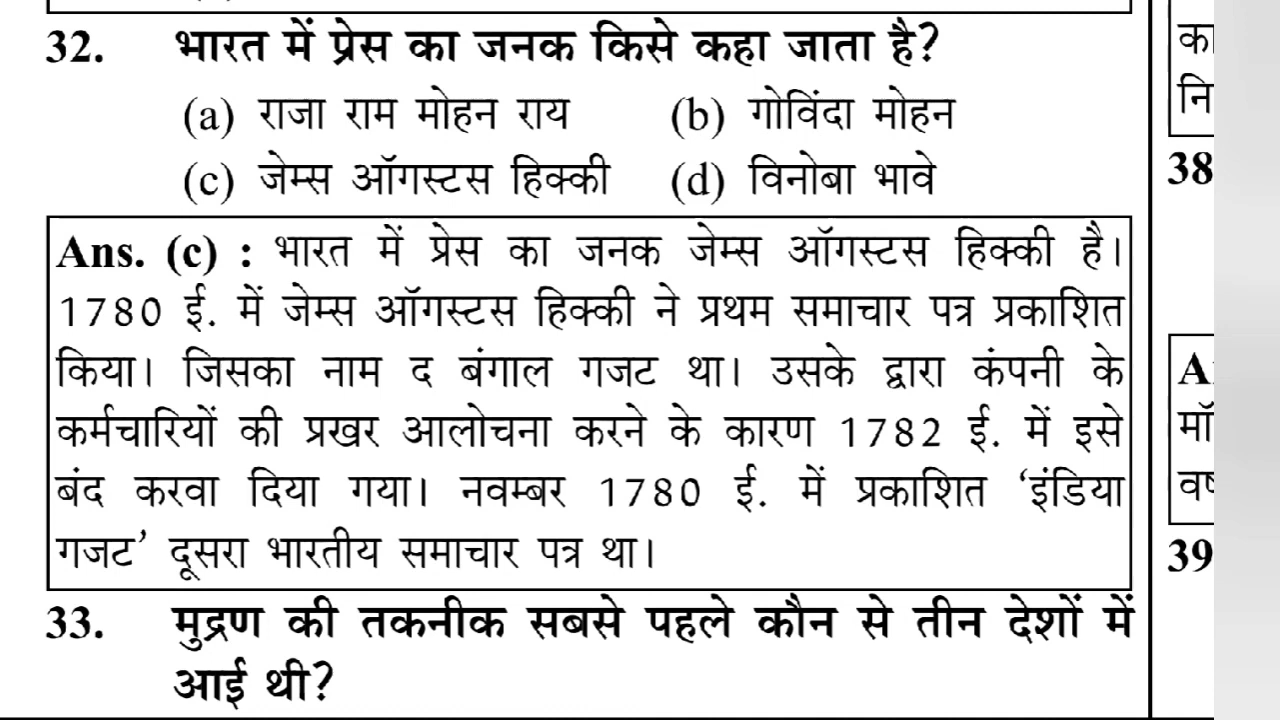 32. भारत में प्रेस का जनक किसे कहा जाता है?
(a) राजा राम मोहन राय (b) गोविंदा मोहन
(c) जेम्स ऑगस्टस हिक्की (d) विनोबा भावे
Ans. (c) : भारत में प्रेस का जनक जेम्स ऑगस्टस हिक्की है।
1780 ई. में जेम्स ऑगस्टस हिक्की ने प्रथम समाचार पत्र प्रकाशित
किया। जिसका नाम द बंगाल गजट था। उसके द्वारा कंपनी के
कर्मचारियों की प्रखर आलोचना करने के कारण 1782 ई. में इसे
बंद करवा दिया गया। नवम्बर 1780 ई. में प्रकाशित ‘इंडिया
गजट’ दूसरा भारतीय समाचार पत्र था।
33. मुद्रण की तकनीक सबसे पहले कौन से तीन देशों में
आई थी?
38
39